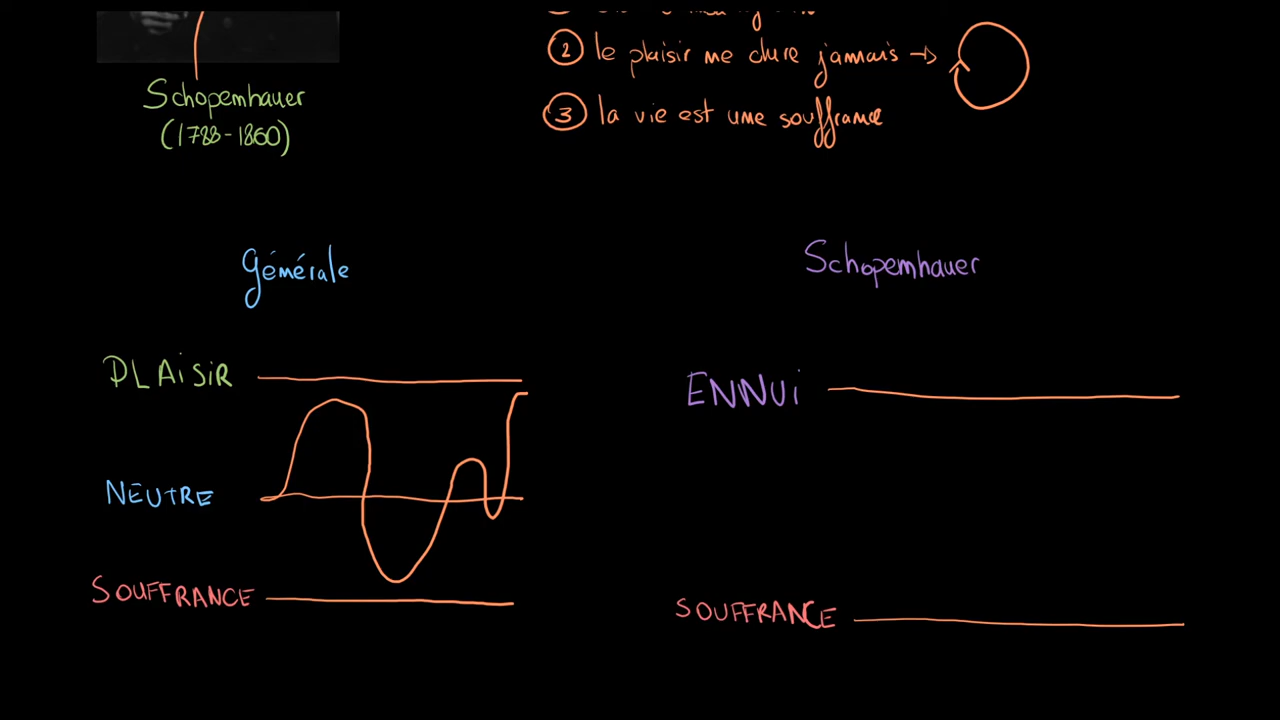 ② le plaisir ne dure jamais →
Schopenhauer
(1788-1860)
③ la vie est une souffrance
Générale
Schopenhauer
PLAiSiR
ENNUi
NEUTRE
SOUFFRANCE
SOUFFRANCE